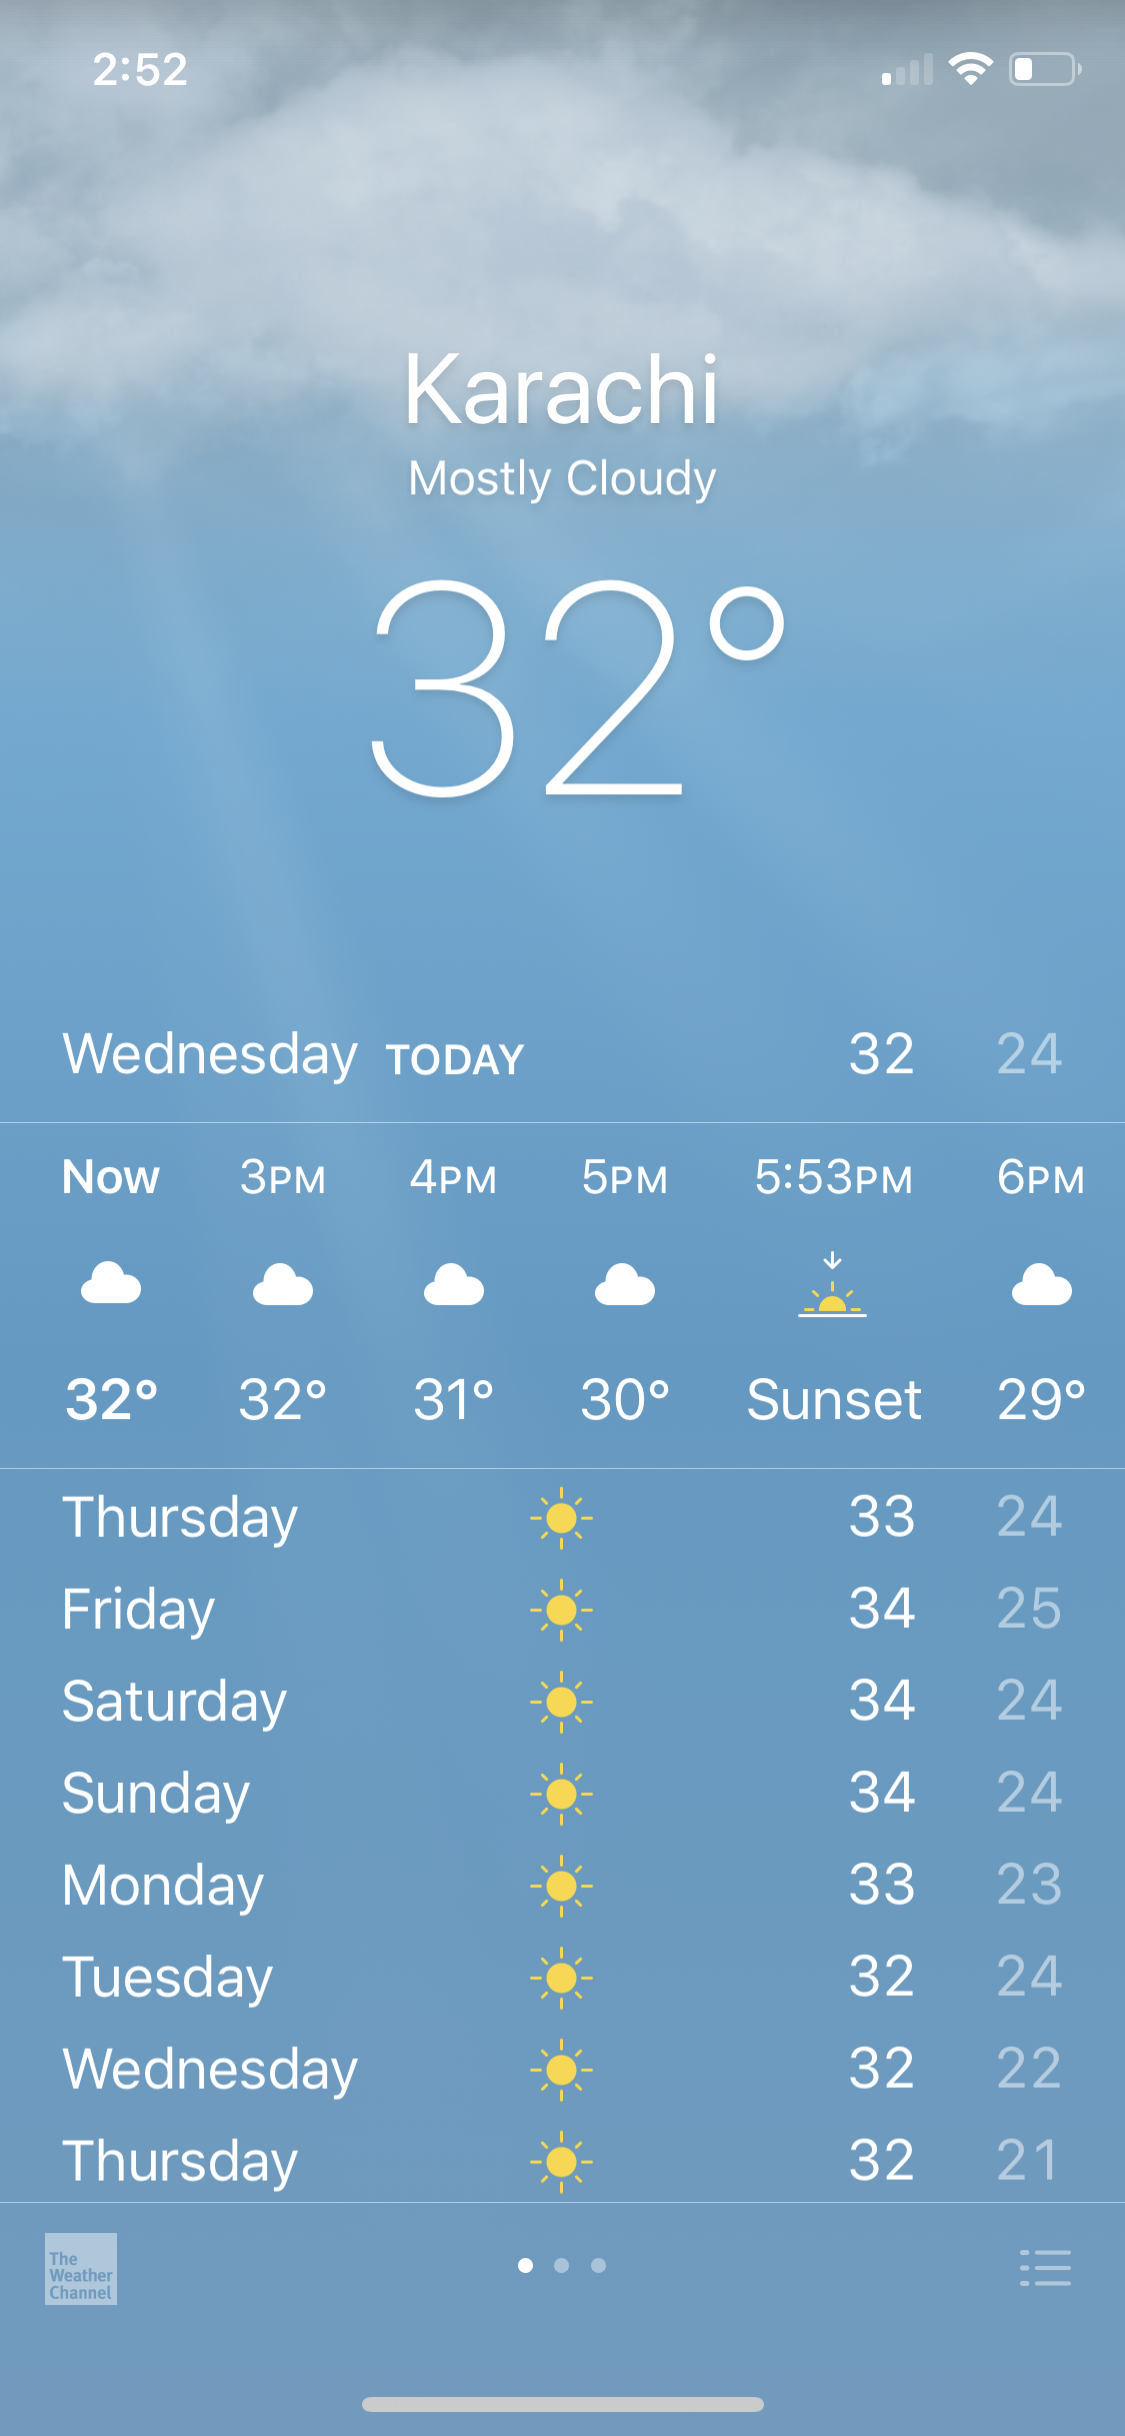 2:52
Karachi
Mostly Cloudy
32°
Wednesday TODAY 32 24
Now 3PM 4PM 5PM 5:53PM 6PM
32° 32° 31° 30° Sunset 29°
Thursday 33 24
Friday 34 25
Saturday 34 24
Sunday 34 24
Monday 33 23
Tuesday 32 24
Wednesday 32 22
Thursday 32 21
The
Weather
Channel